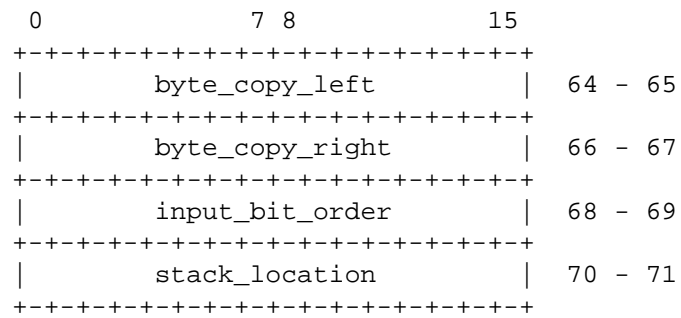 0 7 8 15
+-+-+-+-+-+-+-+-+-+-+-+-+-+-+-+-+
| byte_copy_left | 64 - 65
+-+-+-+-+-+-+-+-+-+-+-+-+-+-+-+-+
| byte_copy_right | 66 - 67
+-+-+-+-+-+-+-+-+-+-+-+-+-+-+-+-+
| input_bit_order | 68 - 69
+-+-+-+-+-+-+-+-+-+-+-+-+-+-+-+-+
| stack_location | 70 - 71
+-+-+-+-+-+-+-+-+-+-+-+-+-+-+-+-+